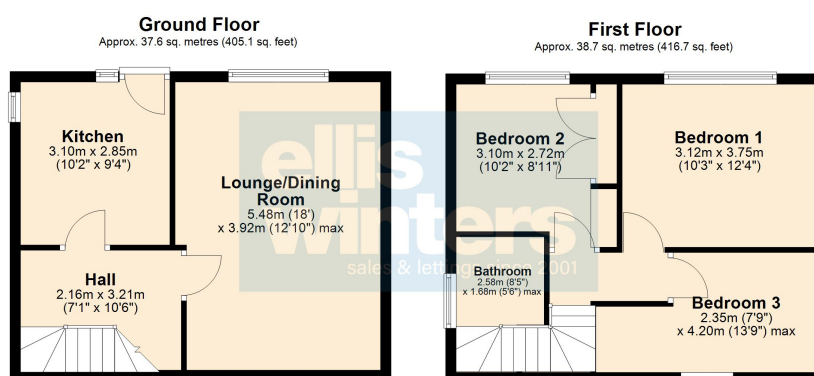 Ground Floor
Approx. 37.6 sq. metres (405.1 sq. feet)
Kitchen
3.10m x 2.85m
(10'2" x 9'4")
Lounge/Dining
Room
5.48m (18')
x 3.92m (12'10") max
Hall
2.16m x 3.21m
(7'1" x 10'6")
First Floor
Approx. 38.7 sq. metres (416.7 sq. feet)
Bedroom 2
3.10m x 2.72m
(10'2" x 8'11")
Bedroom 1
3.12m x 3.75m
(10'3" x 12'4")
Bathroom
2.58m (8'5")
x 1.68m (5'6") max
Bedroom 3
2.35m (7'9")
x 4.20m (13'9") max
ellis
winters
sales & lettings since 2001